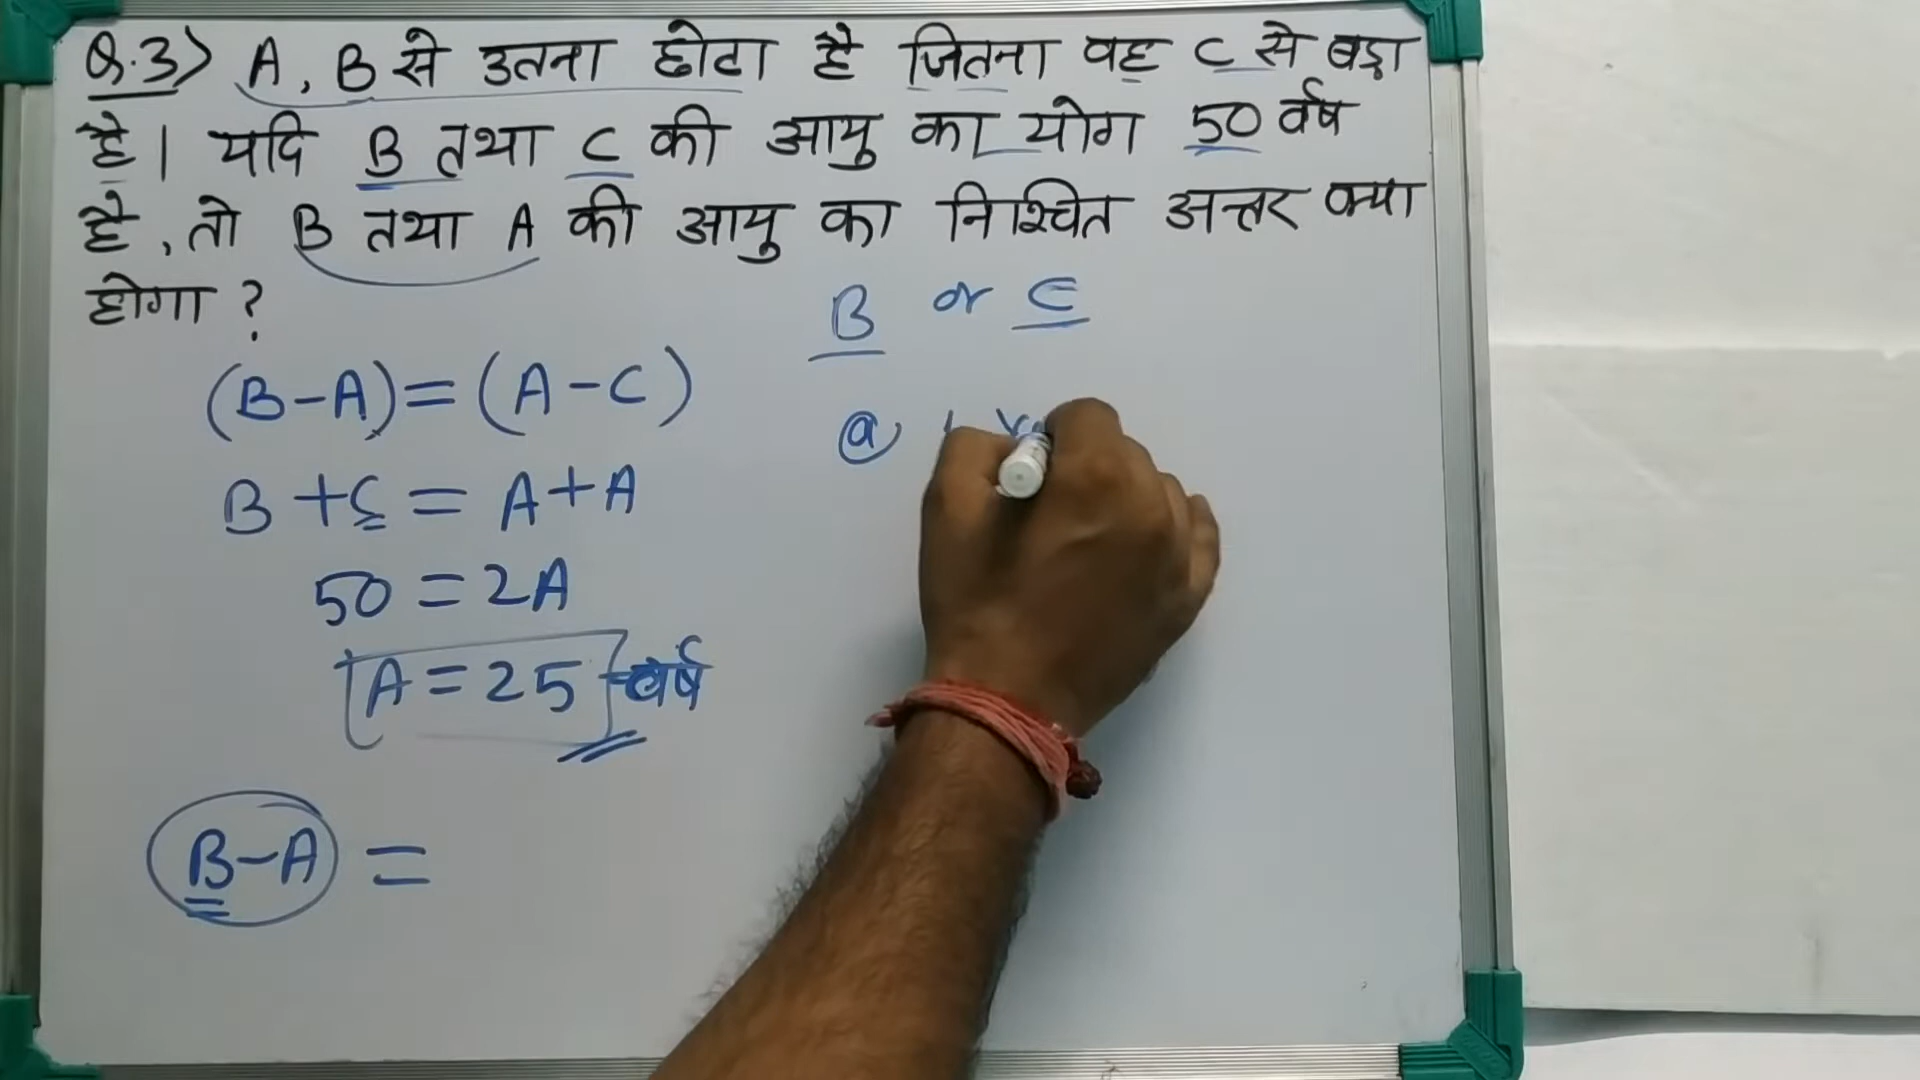 Q.3> A, B से उतना छोटा है जितना वह C से बड़ा
है। यदि B तथा C की आयु का योग 50 वर्ष
है, तो B तथा A की आयु का निश्चित अन्तर क्या
होगा ?
B or C
(B-A)=(A-C)
B+C=A+A
50=2A
A=25 वर्ष
B-A =
@